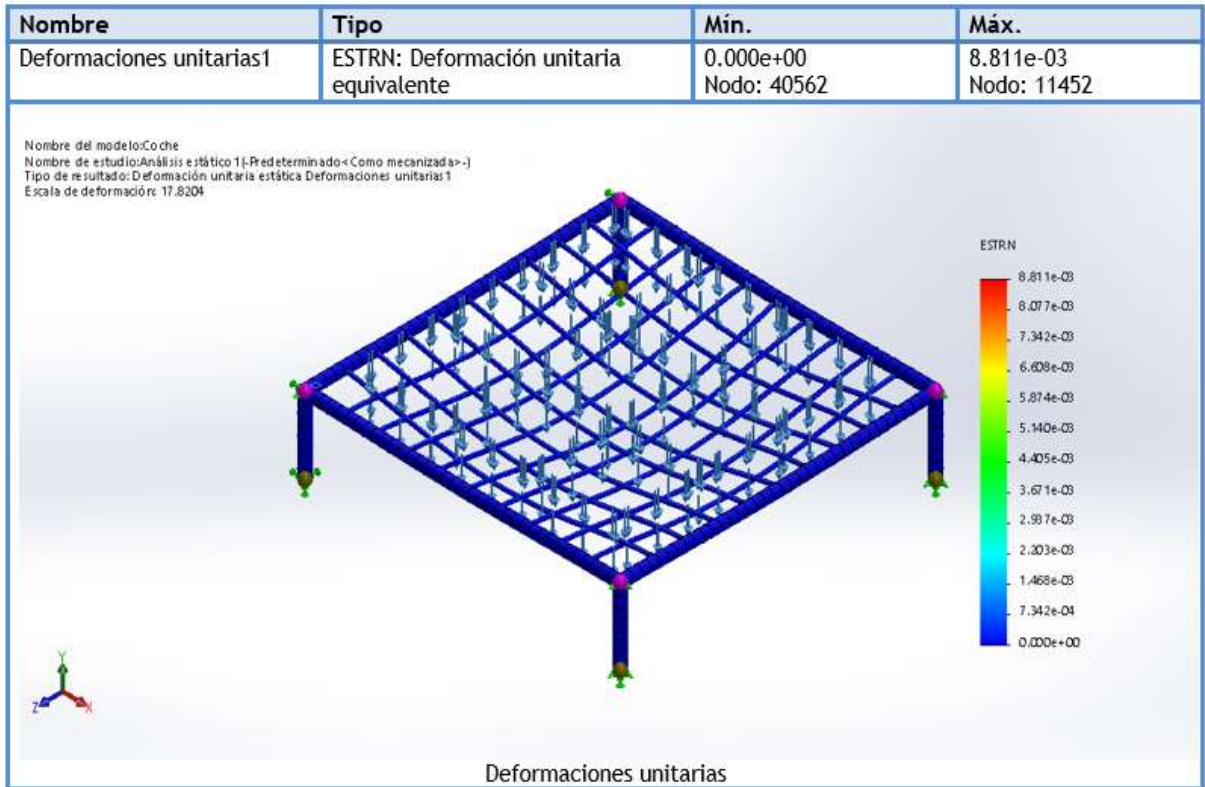 Nombre Tipo Mín. Máx.
Deformaciones unitarias1 ESTRN: Deformación unitaria equivalente 0.000e+00 Nodo: 40562 8.811e-03 Nodo: 11452
Nombre del modelo:Coche
Nombre de estudio:Análisis estático 1(-Predeterminado<Como mecanizada>-)
Tipo de resultado: Deformación unitaria estática Deformaciones unitarias1
Escala de deformación: 17.8204
ESTRN
8.811e-03
8.077e-03
7.342e-03
6.608e-03
5.874e-03
5.140e-03
4.405e-03
3.671e-03
2.937e-03
2.203e-03
1.468e-03
7.342e-04
0.000e+00
Y
Z
X
Deformaciones unitarias